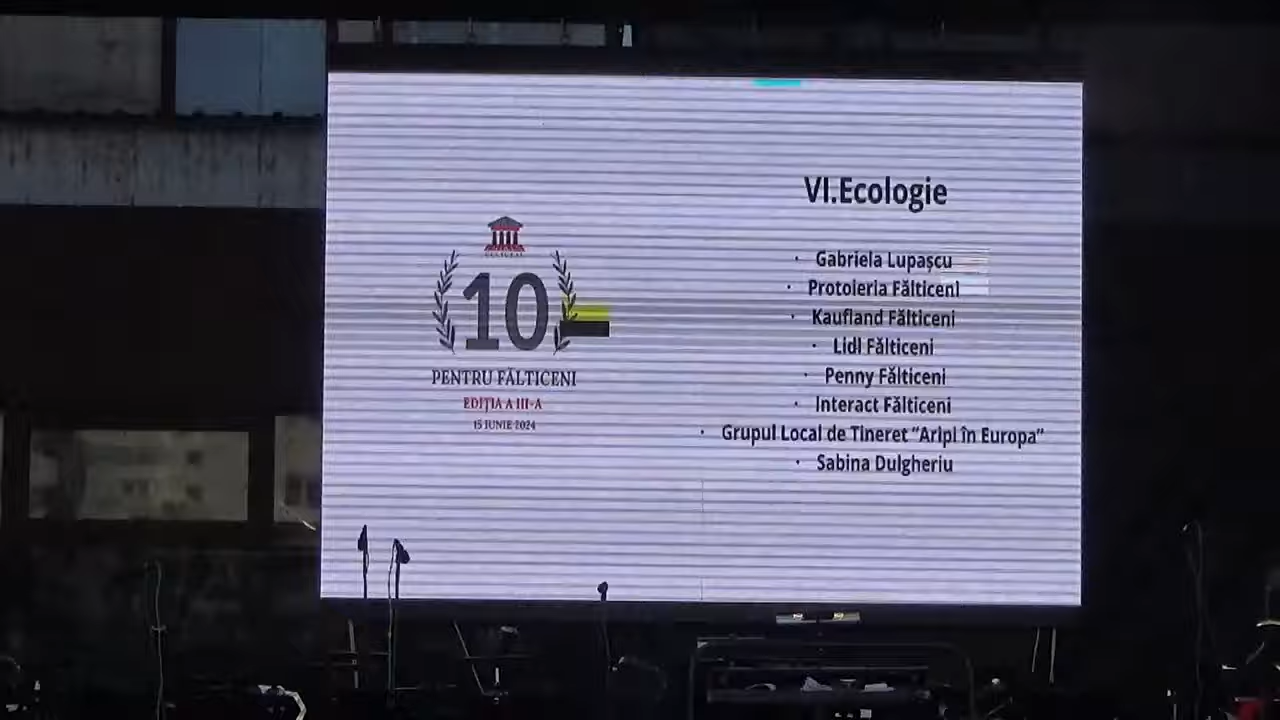 10
PENTRU FĂLTICENI
EDIȚIA A III-A
15 IUNIE 2024
VI.Ecologie
• Gabriela Lupașcu
• Protoieria Fălticeni
• Kaufland Fălticeni
• Lidl Fălticeni
• Penny Fălticeni
• Interact Fălticeni
• Grupul Local de Tineret “Aripi în Europa”
• Sabina Dulgheriu